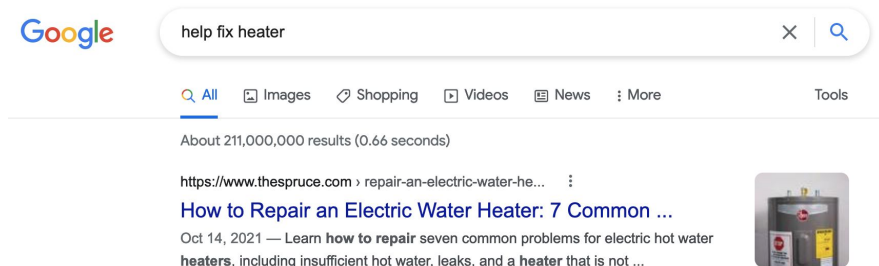 Google
help fix heater
All Images Shopping Videos News More Tools
About 211,000,000 results (0.66 seconds)
https://www.thespruce.com › repair-an-electric-water-he...
How to Repair an Electric Water Heater: 7 Common ...
Oct 14, 2021 — Learn how to repair seven common problems for electric hot water
heaters, including insufficient hot water, leaks, and a heater that is not ...